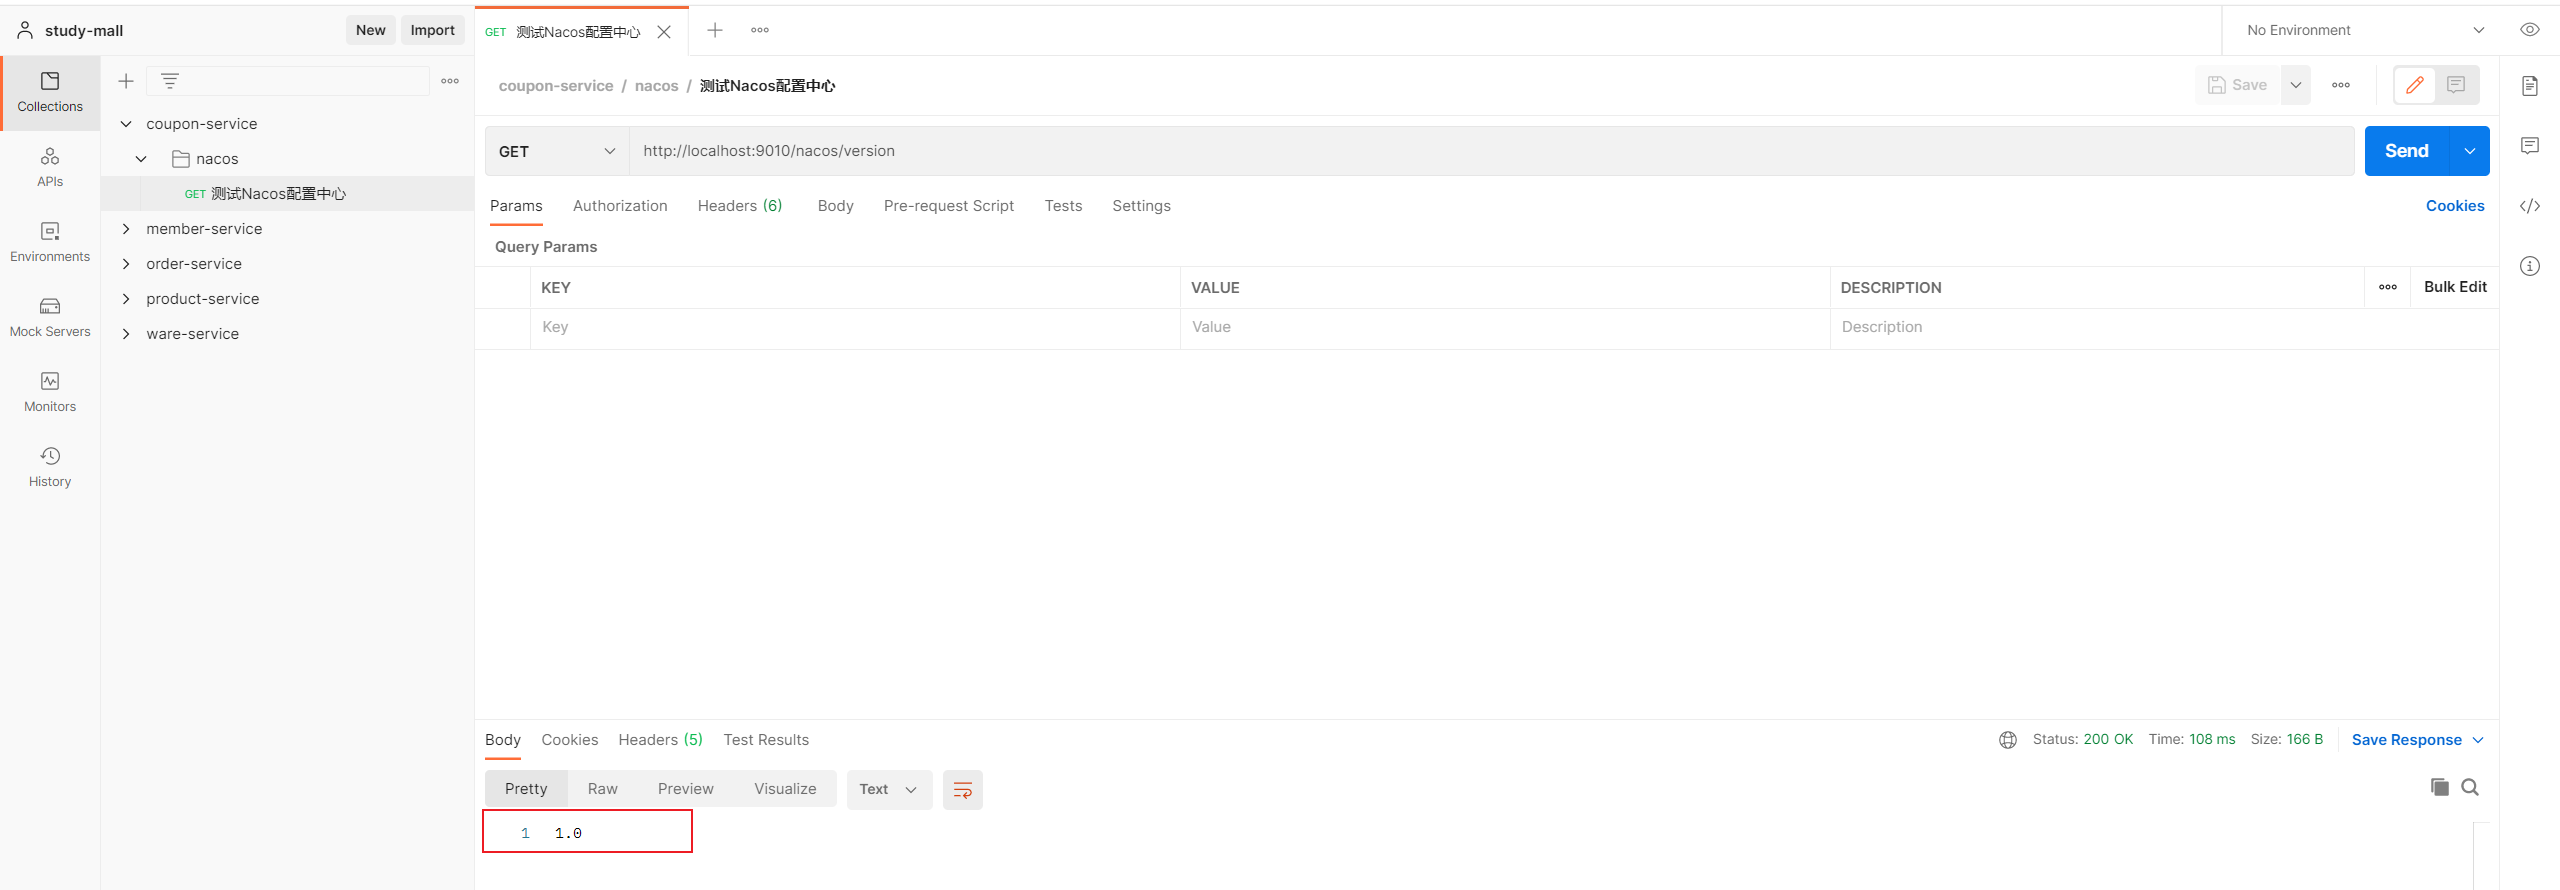 study-mall
New
Import
GET 测试Nacos配置中心
No Environment
Collections
APIs
Environments
Mock Servers
Monitors
History
coupon-service
nacos
GET 测试Nacos配置中心
member-service
order-service
product-service
ware-service
coupon-service / nacos / 测试Nacos配置中心
Save
GET
http://localhost:9010/nacos/version
Send
Params Authorization Headers (6) Body Pre-request Script Tests Settings
Cookies
Query Params
KEY VALUE DESCRIPTION Bulk Edit
Key Value Description
Body Cookies Headers (5) Test Results
Status: 200 OK Time: 108 ms Size: 166 B Save Response
Pretty Raw Preview Visualize Text
1 1.0